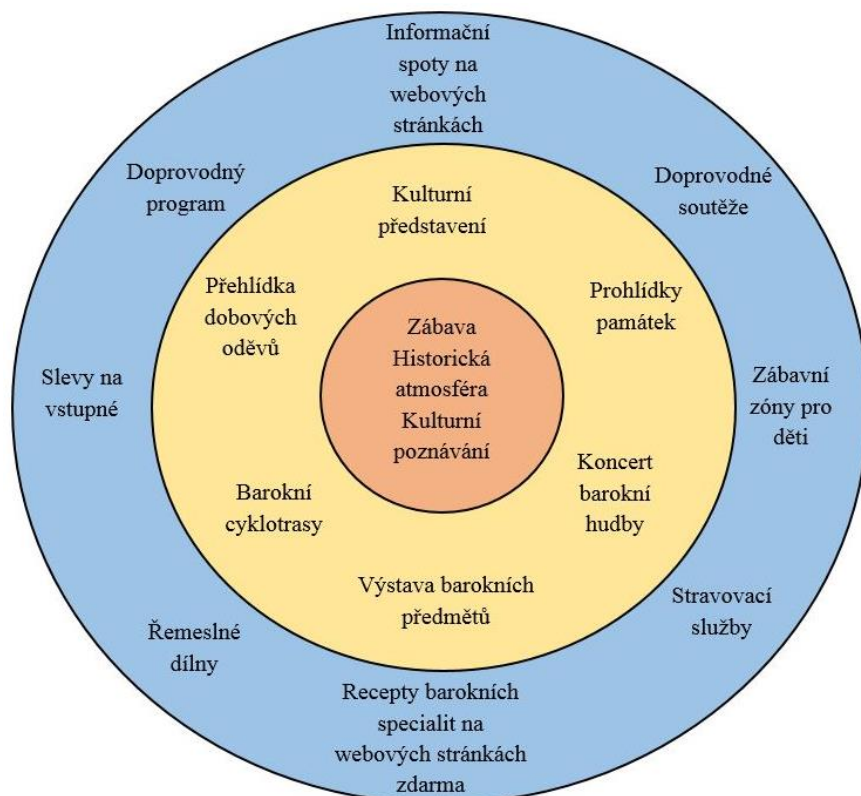 Informační
spoty na
webových
stránkách
Doprovodný
program
Doprovodné
soutěže
Kulturní
představení
Přehlídka
dobových
oděvů
Prohlídky
památek
Zábava
Historická
atmosféra
Kulturní
poznávání
Slevy na
vstupné
Zábavní
zóny pro
děti
Barokní
cyklotrasy
Koncert
barokní
hudby
Výstava barokních
předmětů
Stravovací
služby
Řemeslné
dílny
Recepty barokních
specialit na
webových stránkách
zdarma